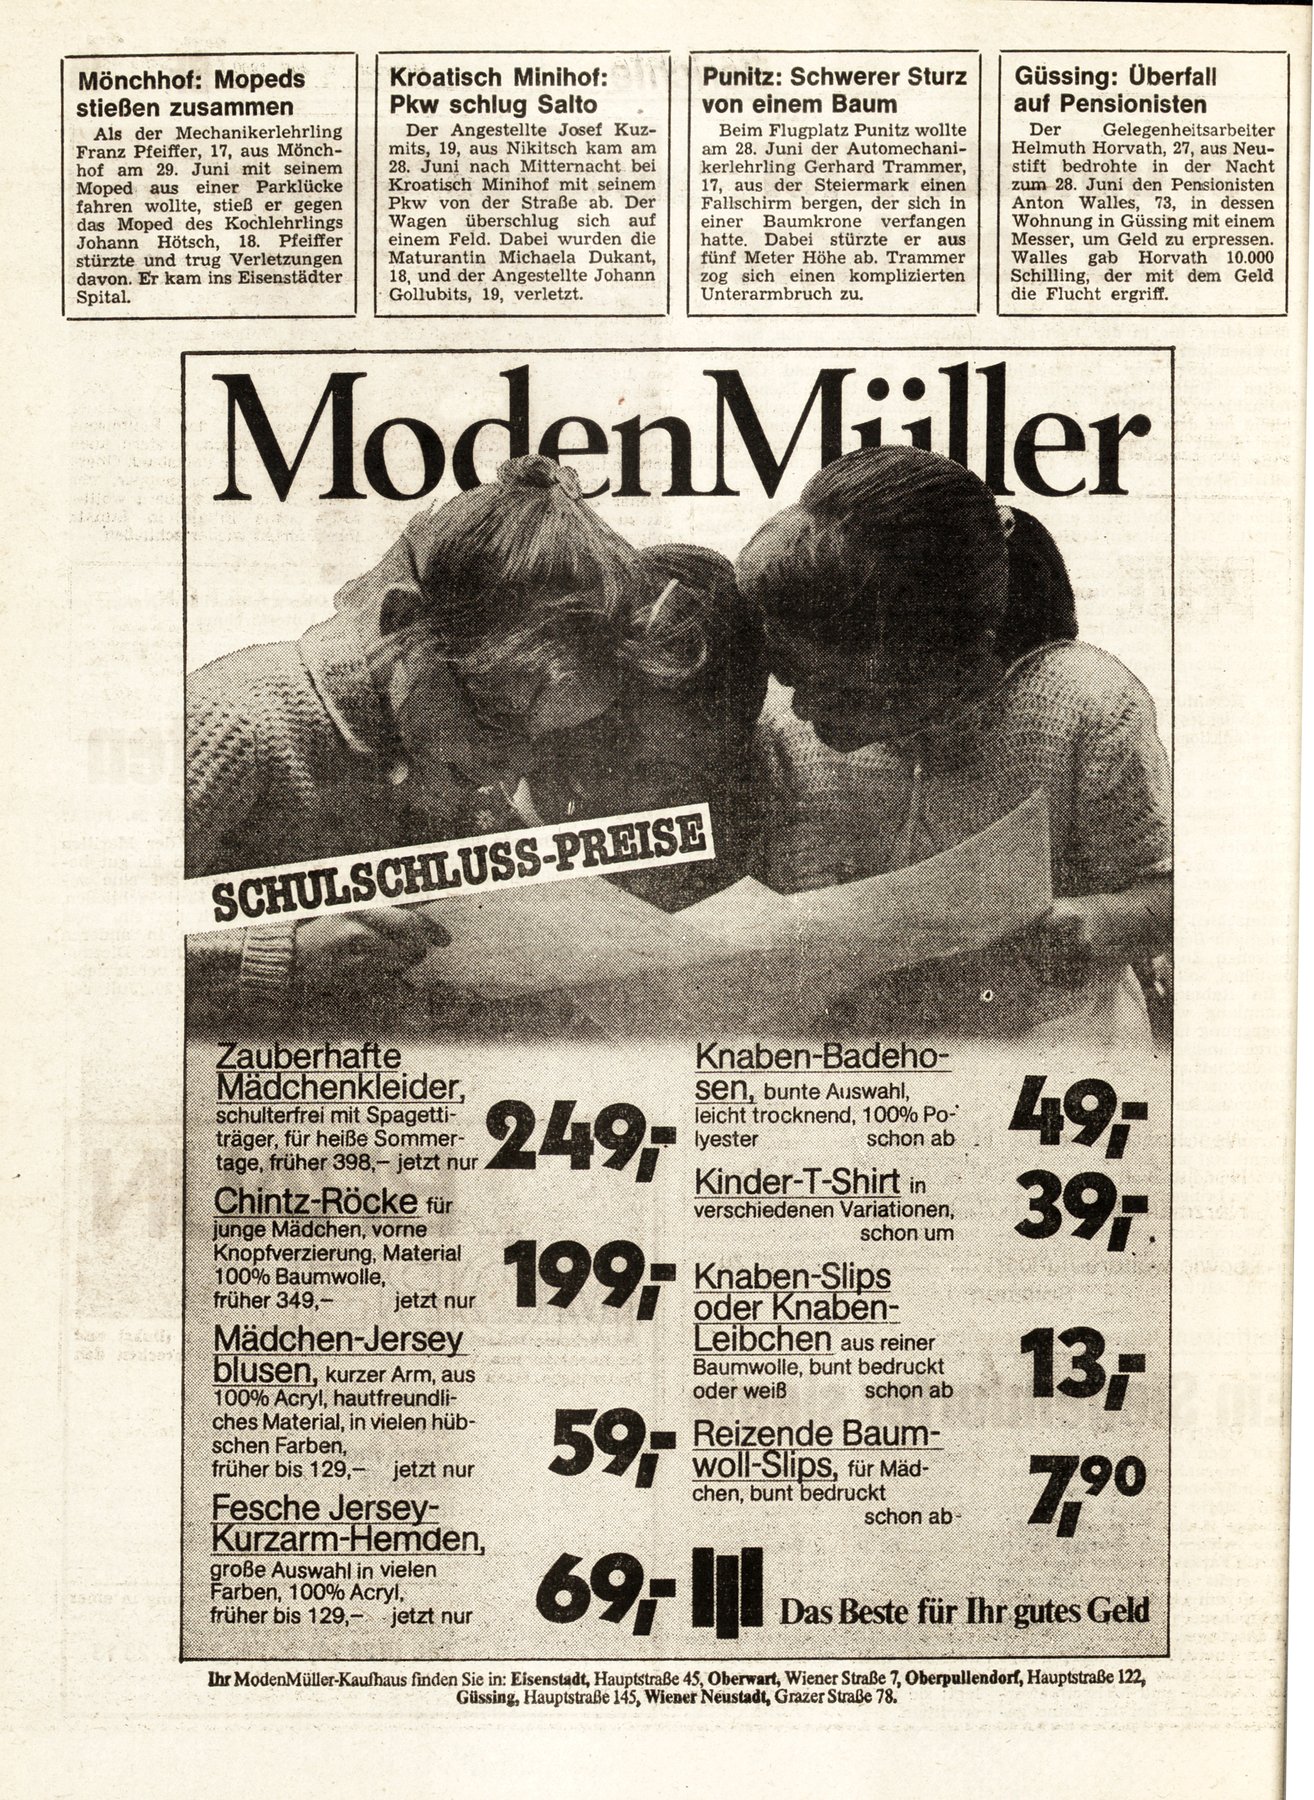 Mönchhof: Mopeds
stießen zusammen
Als der Mechanikerlehrling
Franz Pfeiffer, 17, aus Mönch-
hof am 29. Juni mit seinem
Moped aus einer Parklücke
fahren wollte, stieß er gegen
das Moped des Kochlehrlings
Johann Hötsch, 18. Pfeiffer
stürzte und trug Verletzungen
davon. Er kam ins Eisenstädter
Spital.
Kroatisch Minihof:
Pkw schlug Salto
Der Angestellte Josef Kuz-
mits, 19, aus Nikitsch kam am
28. Juni nach Mitternacht bei
Kroatisch Minihof mit seinem
Pkw von der Straße ab. Der
Wagen überschlug sich auf
einem Feld. Dabei wurden die
Maturantin Michaela Dukant,
18, und der Angestellte Johann
Gollubits, 19, verletzt.
Punitz: Schwerer Sturz
von einem Baum
Beim Flugplatz Punitz wollte
am 28. Juni der Automechani-
kerlehrling Gerhard Trammer,
17, aus der Steiermark einen
Fallschirm bergen, der sich in
einer Baumkrone verfangen
hatte. Dabei stürzte er aus
fünf Meter Höhe ab. Trammer
zog sich einen komplizierten
Unterarmbruch zu.
Güssing: Überfall
auf Pensionisten
Der Gelegenheitsarbeiter
Helmuth Horvath, 27, aus Neu-
stift bedrohte in der Nacht
zum 28. Juni den Pensionisten
Anton Walles, 73, in dessen
Wohnung in Güssing mit einem
Messer, um Geld zu erpressen.
Walles gab Horvath 10.000
Schilling, der mit dem Geld
die Flucht ergriff.
ModenMüller
SCHULSCHLUSS-PREISE
Zauberhafte
Mädchenkleider,
schulterfrei mit Spagetti-
träger, für heiße Sommer-
tage, früher 398,– jetzt nur 249,-
Chintz-Röcke für
junge Mädchen, vorne
Knopfverzierung, Material
100% Baumwolle,
früher 349,– jetzt nur 199,-
Mädchen-Jersey
blusen, kurzer Arm, aus
100% Acryl, hautfreundli-
ches Material, in vielen hüb-
schen Farben,
früher bis 129,– jetzt nur 59,-
Fesche Jersey-
Kurzarm-Hemden,
große Auswahl in vielen
Farben, 100% Acryl,
früher bis 129,– jetzt nur 69,-
Knaben-Badeho-
sen, bunte Auswahl,
leicht trocknend, 100% Po-
lyester schon ab 49,-
Kinder-T-Shirt in
verschiedenen Variationen,
schon um 39,-
Knaben-Slips
oder Knaben-
Leibchen aus reiner
Baumwolle, bunt bedruckt
oder weiß schon ab 13,-
Reizende Baum-
woll-Slips, für Mäd-
chen, bunt bedruckt
schon ab 7,90
Das Beste für Ihr gutes Geld
Ihr ModenMüller-Kaufhaus finden Sie in: Eisenstadt, Hauptstraße 45, Oberwart, Wiener Straße 7, Oberpullendorf, Hauptstraße 122,
Güssing, Hauptstraße 145, Wiener Neustadt, Grazer Straße 78.